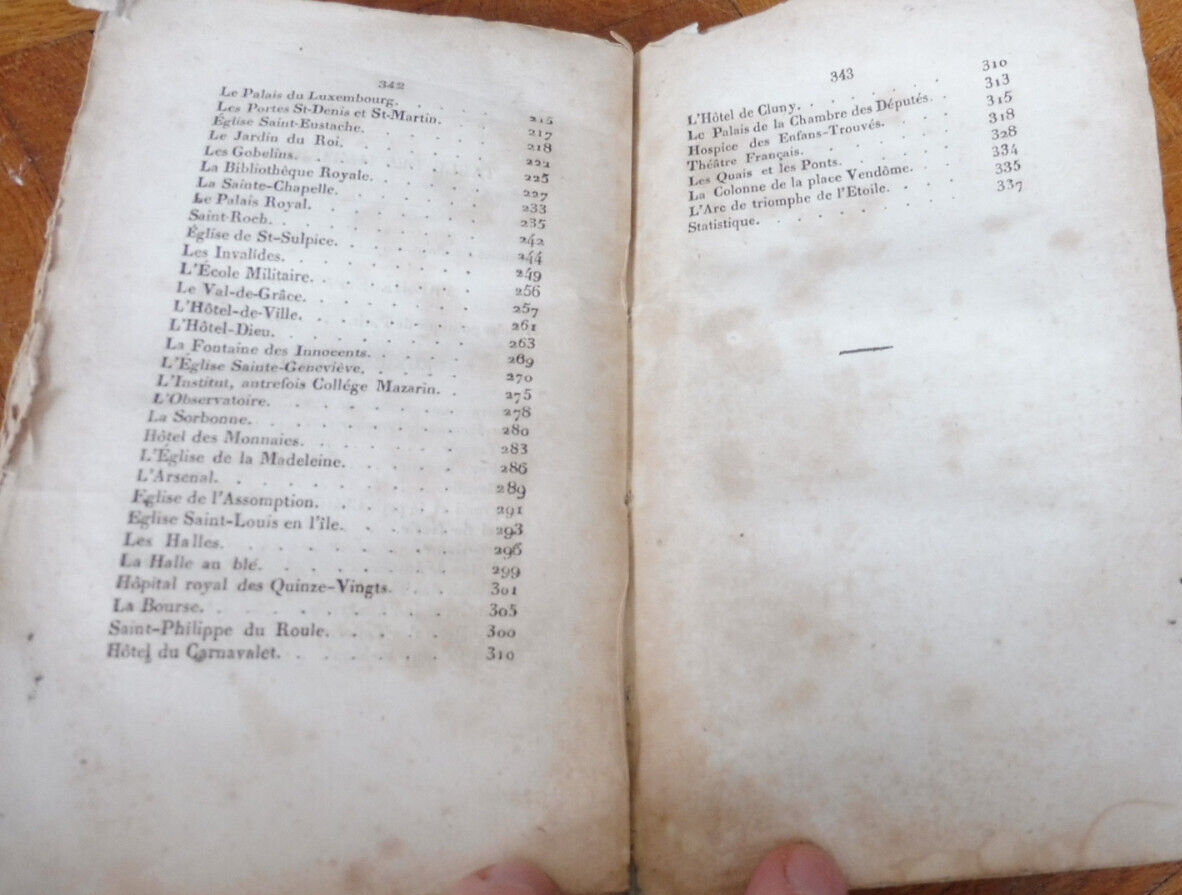 342
Le Palais du Luxembourg. . . . . . 215
Les Portes St-Denis et St-Martin. . . . 217
Église Saint-Eustache. . . . . . . 218
Le Jardin du Roi. . . . . . . . 222
Les Gobelins. . . . . . . . . 225
La Bibliothèque Royale. . . . . . 227
La Sainte-Chapelle. . . . . . . 233
Le Palais Royal. . . . . . . . 235
Saint-Roch. . . . . . . . . 242
Église de St-Sulpice. . . . . . . 244
Les Invalides. . . . . . . . . 249
L'École Militaire. . . . . . . . 256
Le Val-de-Grâce. . . . . . . . 257
L'Hôtel-de-Ville. . . . . . . . 261
L'Hôtel-Dieu. . . . . . . . . 263
La Fontaine des Innocents. . . . . 269
L'Église Sainte-Geneviève. . . . . 270
L'Institut, autrefois Collége Mazarin. . . 275
L'Observatoire. . . . . . . . . 278
La Sorbonne. . . . . . . . . 280
Hôtel des Monnaies. . . . . . . 283
L'Église de la Madeleine. . . . . . 286
L'Arsenal. . . . . . . . . . 289
Eglise de l'Assomption. . . . . . 291
Eglise Saint-Louis en l'île. . . . . . 293
Les Halles. . . . . . . . . 296
La Halle au blé. . . . . . . . 299
Hôpital royal des Quinze-Vingts. . . 301
La Bourse. . . . . . . . . 305
Saint-Philippe du Roule. . . . . 300
Hôtel du Carnavalet. . . . . . . 310
343
L'Hôtel de Cluny. . . . . . . . 310
Le Palais de la Chambre des Députés. . 313
Hospice des Enfans-Trouvés. . . . . 315
Théâtre Français. . . . . . . . 318
Les Quais et les Ponts. . . . . . . 328
La Colonne de la place Vendôme. . . . 334
L'Arc de triomphe de l'Etoile. . . . . 335
Statistique. . . . . . . . . 337